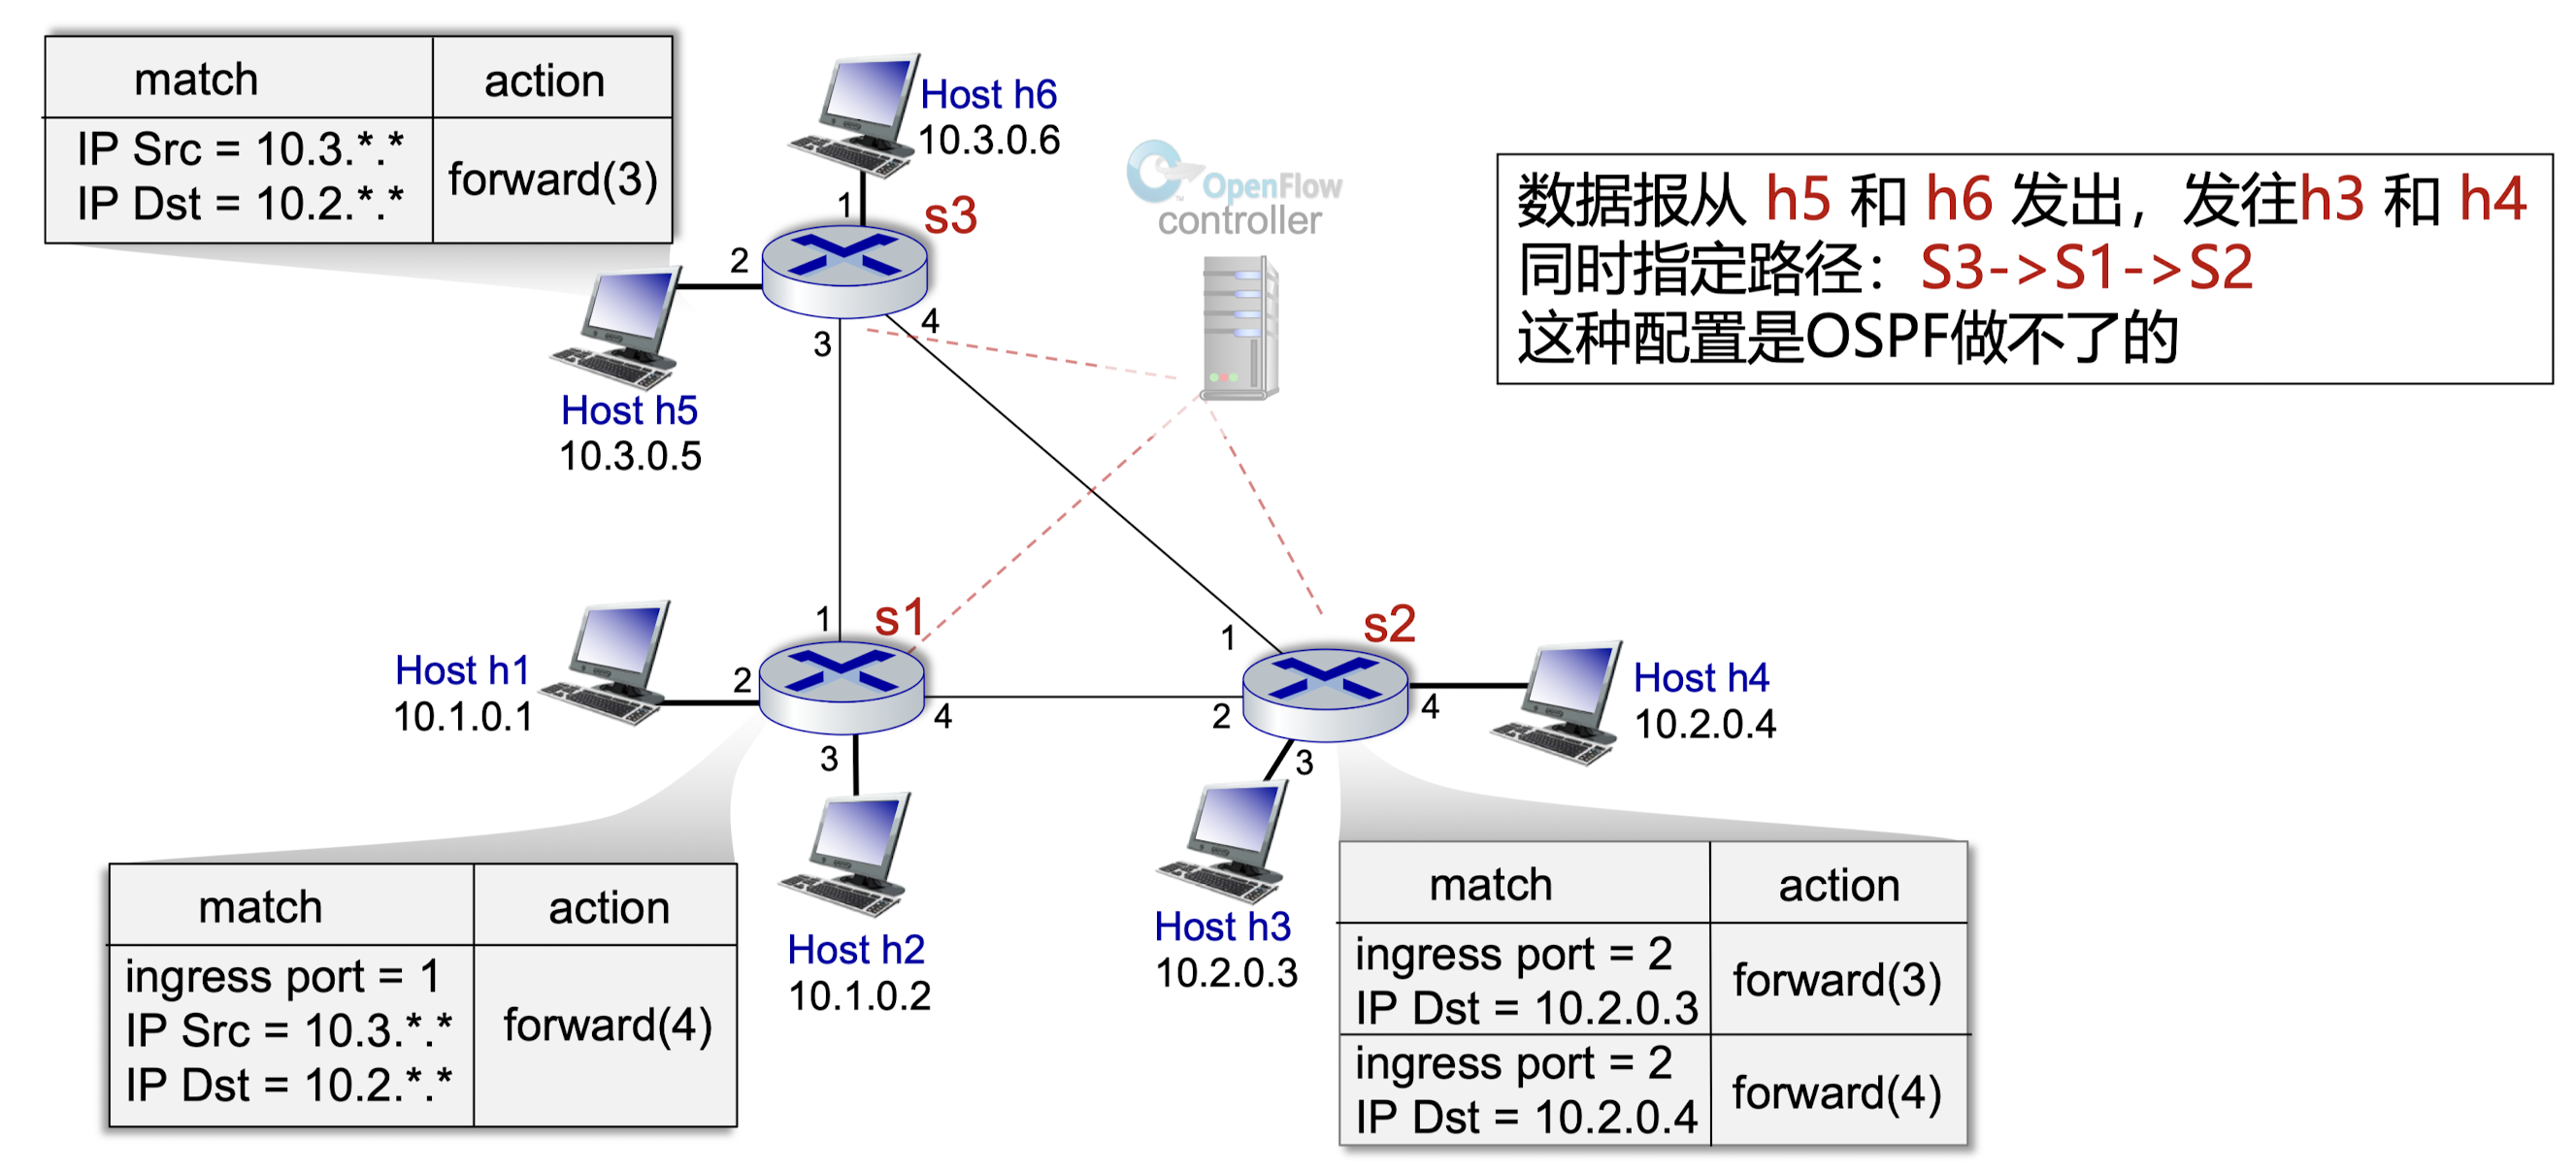 match action
IP Src = 10.3.*.*
IP Dst = 10.2.*.*
forward(3)
Host h6
10.3.0.6
OpenFlow
™
controller
数据报从 h5 和 h6 发出，发往h3 和 h4
同时指定路径：S3->S1->S2
这种配置是OSPF做不了的
1
s3
2
3
4
Host h5
10.3.0.5
1
s1
2
3
4
Host h1
10.1.0.1
Host h2
10.1.0.2
1
s2
2
3
4
Host h4
10.2.0.4
Host h3
10.2.0.3
match action
ingress port = 1
IP Src = 10.3.*.*
IP Dst = 10.2.*.*
forward(4)
match action
ingress port = 2
IP Dst = 10.2.0.3
forward(3)
ingress port = 2
IP Dst = 10.2.0.4
forward(4)